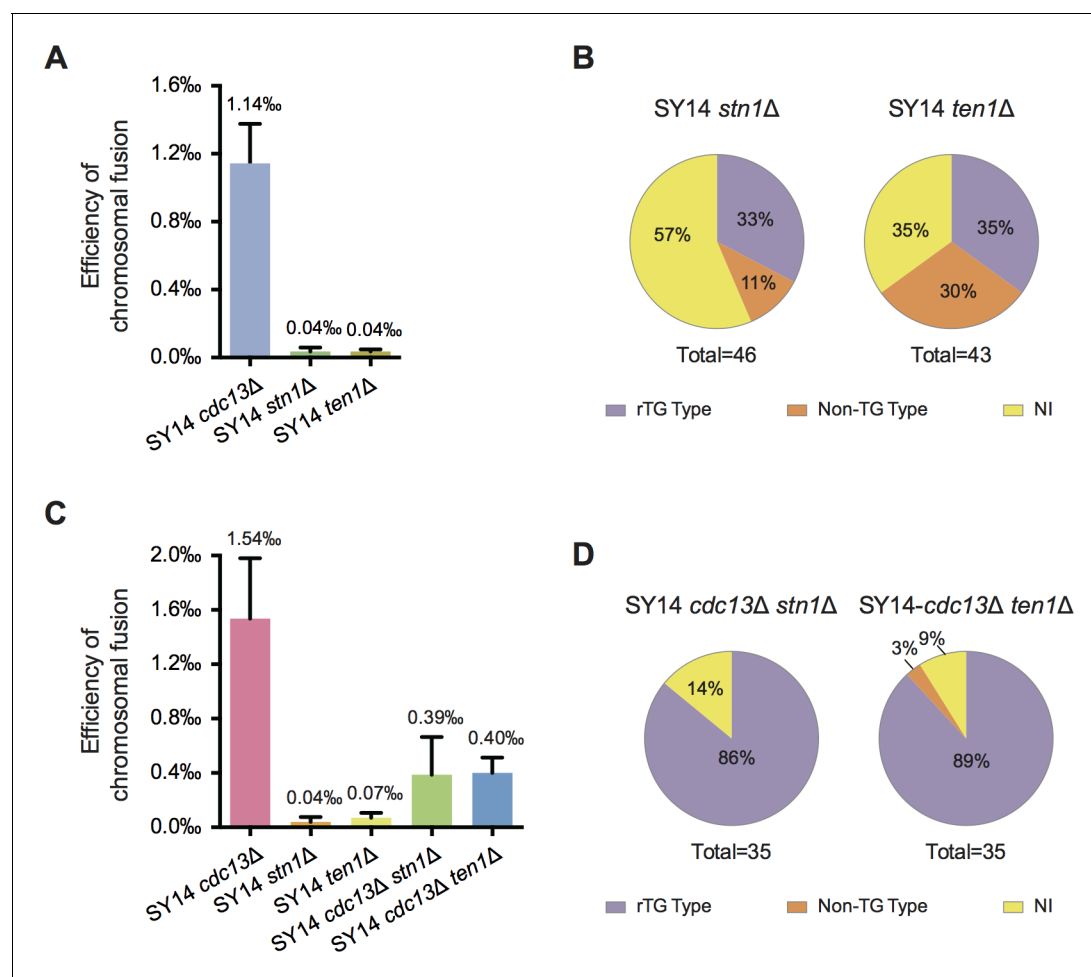 A
Efficiency of
chromosomal fusion
1.6‰
1.2‰
0.8‰
0.4‰
0.0‰
1.14‰
0.04‰
0.04‰
SY14 cdc13Δ
SY14 stn1Δ
SY14 ten1Δ
B
SY14 stn1Δ
SY14 ten1Δ
57%
33%
11%
35%
35%
30%
Total=46
Total=43
rTG Type
Non-TG Type
NI
C
Efficiency of
chromosomal fusion
2.0‰
1.6‰
1.2‰
0.8‰
0.4‰
0.0‰
1.54‰
0.04‰
0.07‰
0.39‰
0.40‰
SY14 cdc13Δ
SY14 stn1Δ
SY14 ten1Δ
SY14 cdc13Δ stn1Δ
SY14 cdc13Δ ten1Δ
D
SY14 cdc13Δ stn1Δ
SY14-cdc13Δ ten1Δ
14%
86%
3%
9%
89%
Total=35
Total=35
rTG Type
Non-TG Type
NI